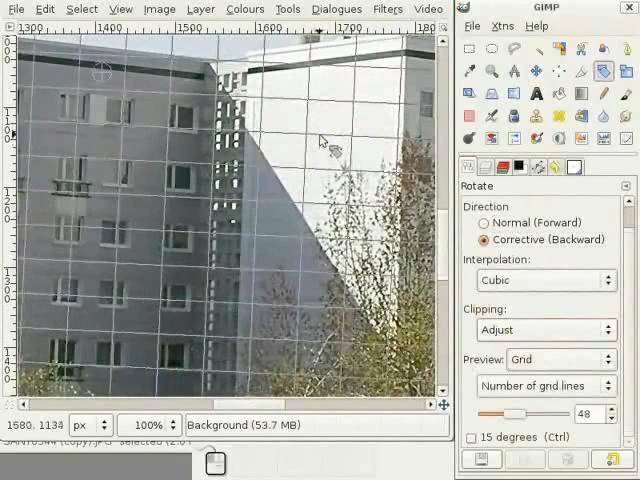 File Edit Select View Image Layer Colours Tools Dialogues Filters Video
1300 1400 1500 1600 1700 180
GIMP
File Xtns Help
Rotate
Direction
Normal (Forward)
Corrective (Backward)
Interpolation:
Cubic
Clipping:
Adjust
Preview: Grid
Number of grid lines
48
15 degrees (Ctrl)
1680, 1134 px 100% Background (53.7 MB)